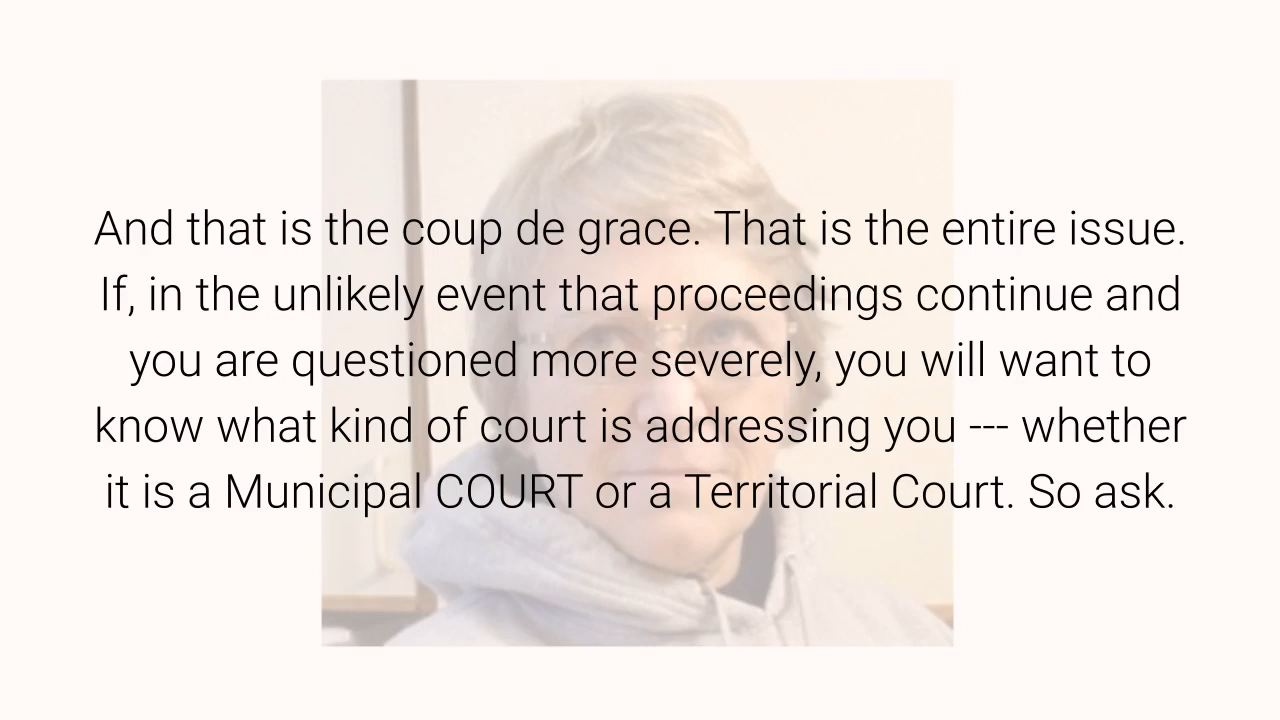 And that is the coup de grace. That is the entire issue.
If, in the unlikely event that proceedings continue and
you are questioned more severely, you will want to
know what kind of court is addressing you --- whether
it is a Municipal COURT or a Territorial Court. So ask.